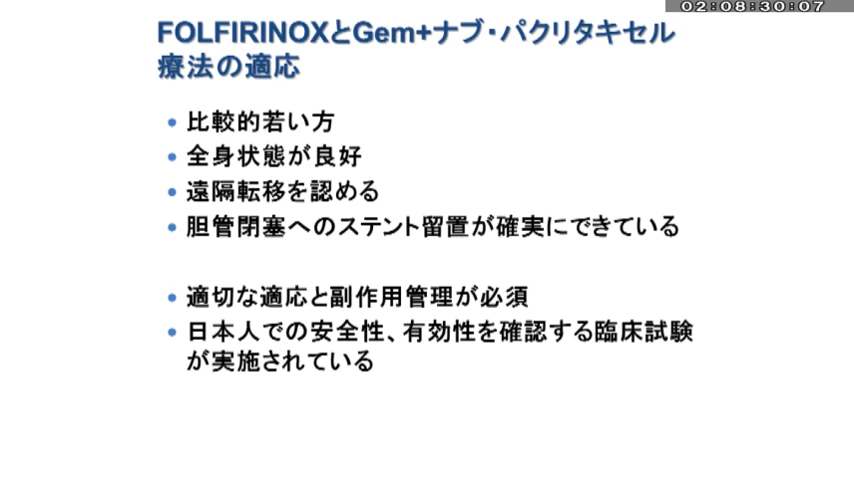 02:08:30:07
FOLFIRINOXとGem+ナブ・パクリタキセル
療法の適応
• 比較的若い方
• 全身状態が良好
• 遠隔転移を認める
• 胆管閉塞へのステント留置が確実にできている
• 適切な適応と副作用管理が必須
• 日本人での安全性、有効性を確認する臨床試験
が実施されている